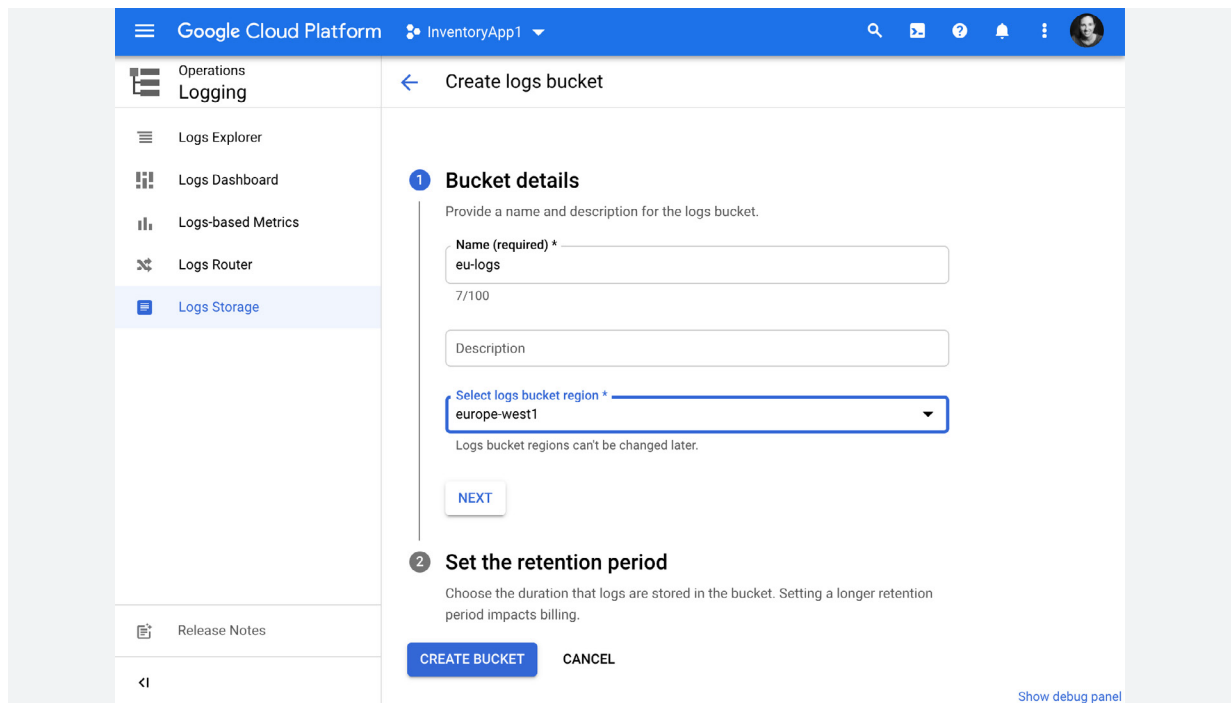 Google Cloud Platform
InventoryApp1
Operations
Logging
Logs Explorer
Logs Dashboard
Logs-based Metrics
Logs Router
Logs Storage
Release Notes
Create logs bucket
1
Bucket details
Provide a name and description for the logs bucket.
Name (required) *
eu-logs
7/100
Description
Select logs bucket region *
europe-west1
Logs bucket regions can't be changed later.
NEXT
2
Set the retention period
Choose the duration that logs are stored in the bucket. Setting a longer retention
period impacts billing.
CREATE BUCKET
CANCEL
Show debug panel